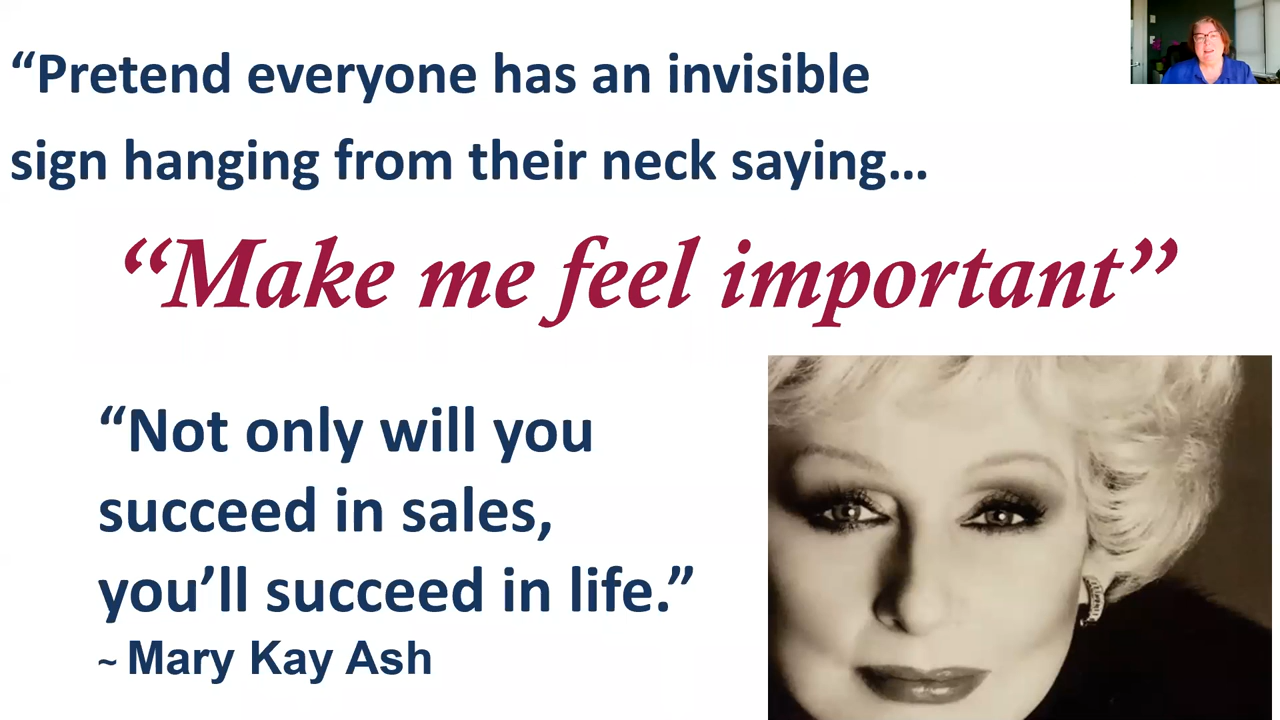 “Pretend everyone has an invisible
sign hanging from their neck saying...
“Make me feel important”
“Not only will you
succeed in sales,
you’ll succeed in life.”
~ Mary Kay Ash